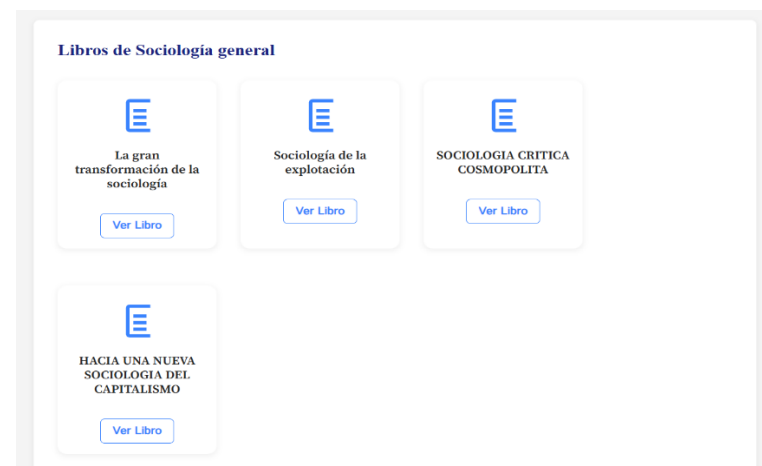 Libros de Sociología general
La gran
transformación de la
sociología
Ver Libro
Sociología de la
explotación
Ver Libro
SOCIOLOGIA CRITICA
COSMOPOLITA
Ver Libro
HACIA UNA NUEVA
SOCIOLOGIA DEL
CAPITALISMO
Ver Libro